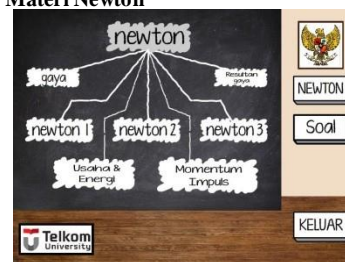 Materi Newton
newton
gaya
Resultan
gaya
NEWTON
newton 1
newton 2
newton 3
Soal
Usaha &
Energi
Momentum
Impuls
KELUAR
Telkom
University